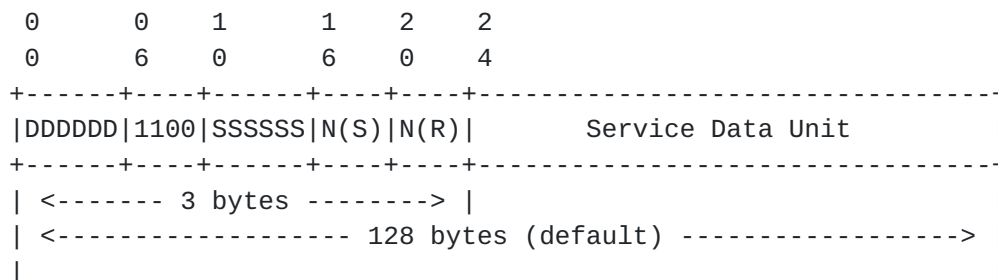 0      0    1      1   2    2
0      6    0      6   0    4
+------+----+------+----+----+---------------------------------
|DDDDDD|1100|SSSSSS|N(S)|N(R)|       Service Data Unit
+------+----+------+----+----+---------------------------------
| <------- 3 bytes --------> |
| <------------------- 128 bytes (default) ------------------>
|